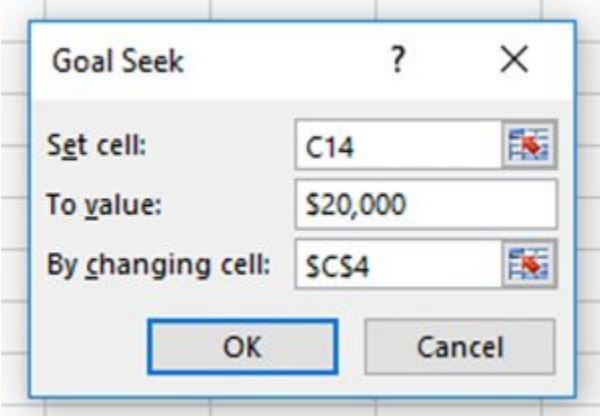 Goal Seek ?
Set cell: C14
To value: $20,000
By changing cell: $C$4
OK Cancel